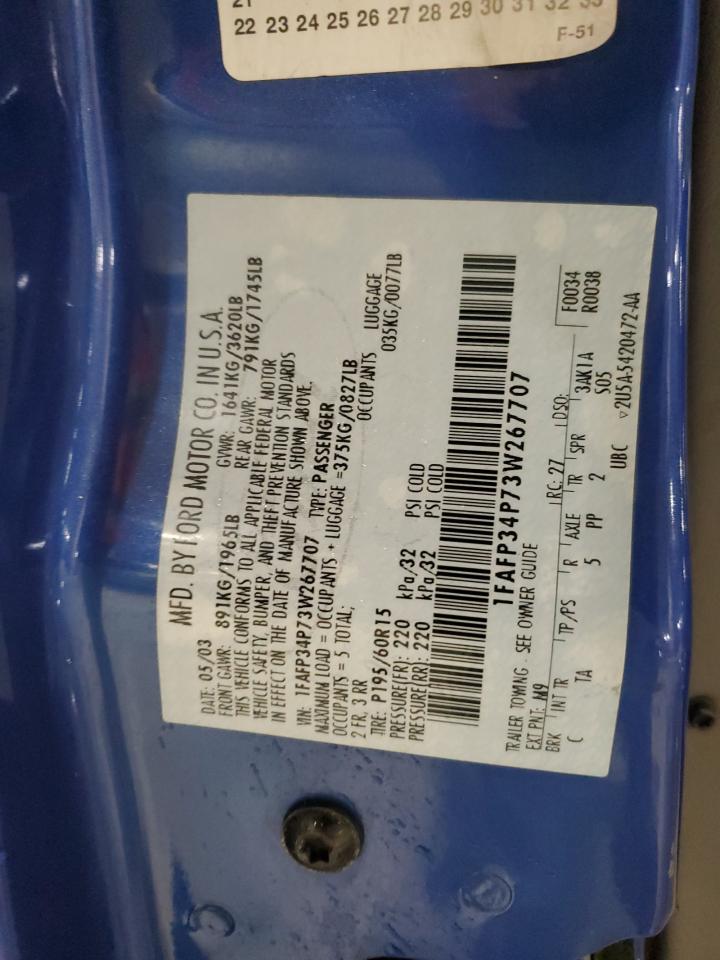 21
22 23 24 25 26 27 28 29 30 31 32 33
F-51
MFD. BY FORD MOTOR CO. IN U.S.A.
DATE: 05/03 GVWR: 1641KG/3620LB
FRONT GAWR: 891KG/1965LB REAR GAWR: 791KG/1745LB
THIS VEHICLE CONFORMS TO ALL APPLICABLE FEDERAL MOTOR
VEHICLE SAFETY, BUMPER, AND THEFT PREVENTION STANDARDS
IN EFFECT ON THE DATE OF MANUFACTURE SHOWN ABOVE.
VIN: 1FAFP34P73W267707 TYPE: PASSENGER
MAXIMUM LOAD = OCCUPANTS + LUGGAGE =375KG/0827LB
OCCUPANTS = 5 TOTAL; OCCUPANTS LUGGAGE
2 FR, 3 RR 035KG/0077LB
TIRE: P195/60R15
PRESSURE(FR): 220 kPa/32 PSI COLD
PRESSURE(RR): 220 kPa/32 PSI COLD
1FAFP34P73W267707
TRAILER TOWING - SEE OWNER GUIDE
EXT PNT: M9 RC: 27 DSO: F0034
BRK INT TR TP/PS R AXLE TR SPR 3AK1A R0038
C TA 5 PP 2 S05
UBC ▽2U5A-5420472-AA